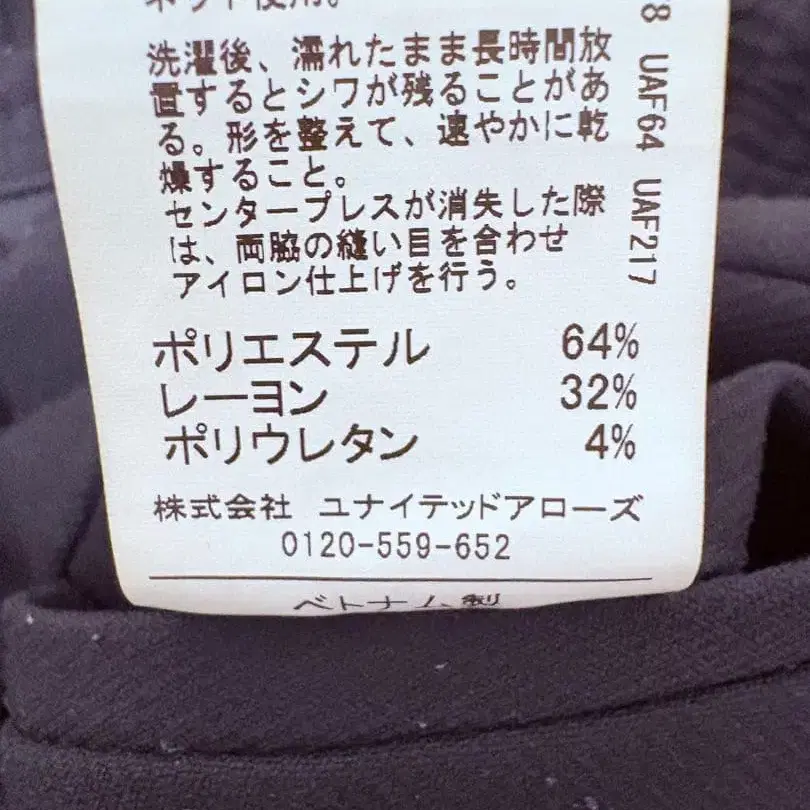 ネット使用。
洗濯後、濡れたまま長時間放
置するとシワが残ることがあ
る。形を整えて、速やかに乾
燥すること。
センタープレスが消失した際
は、両脇の縫い目を合わせ
アイロン仕上げを行う。
ポリエステル 64%
レーヨン 32%
ポリウレタン 4%
株式会社 ユナイテッドアローズ
0120-559-652
ベトナム製
8 UAF64 UAF217